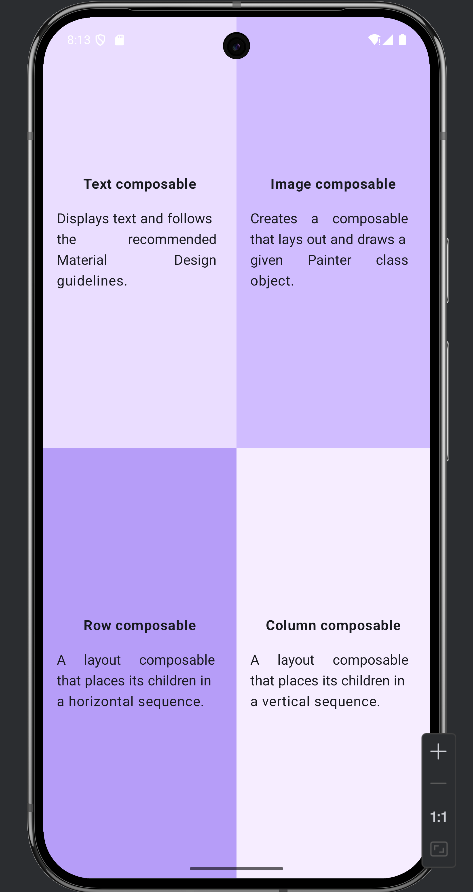 8:13
Text composable
Displays text and follows
the recommended
Material Design
guidelines.
Image composable
Creates a composable
that lays out and draws a
given Painter class
object.
Row composable
A layout composable
that places its children in
a horizontal sequence.
Column composable
A layout composable
that places its children in
a vertical sequence.
1:1